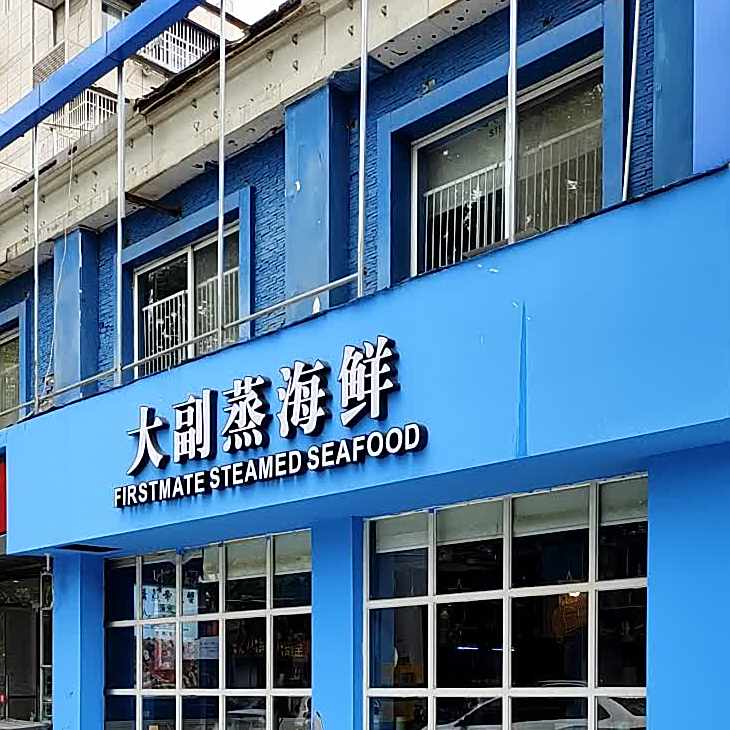 大副蒸海鲜
FIRSTMATE STEAMED SEAFOOD